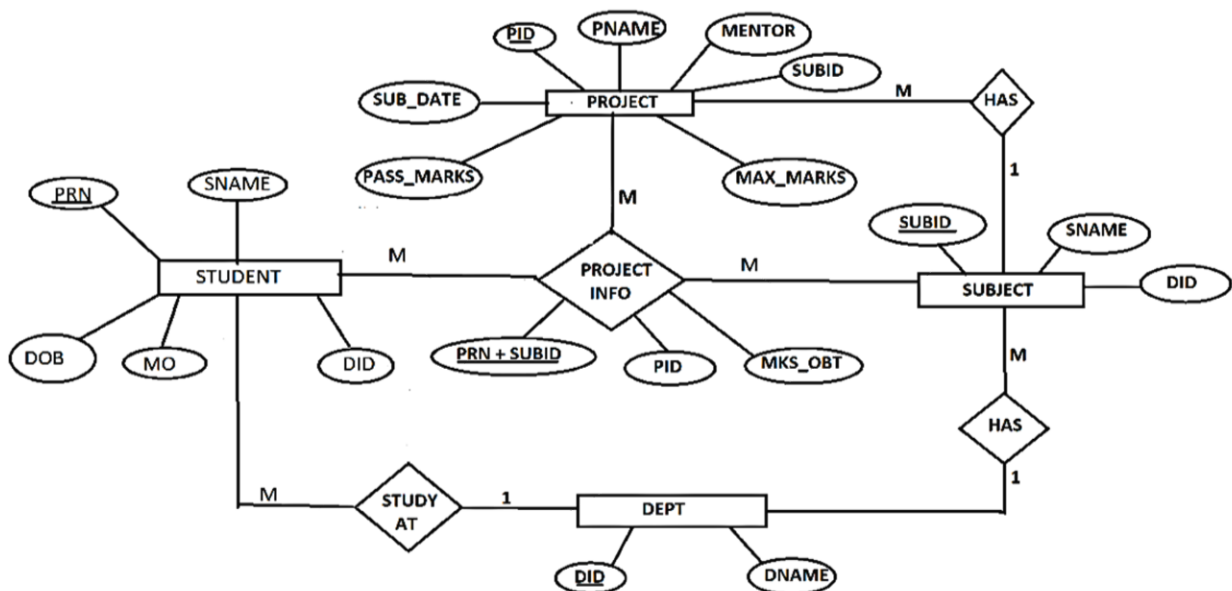 PID
PNAME
MENTOR
SUBID
SUB_DATE
PROJECT
M
HAS
PASS_MARKS
MAX_MARKS
1
PRN
SNAME
M
SUBID
SNAME
M
PROJECT
INFO
M
STUDENT
SUBJECT
DID
DOB
MO
DID
PRN + SUBID
PID
MKS_OBT
M
HAS
1
M
STUDY
AT
1
DEPT
DID
DNAME